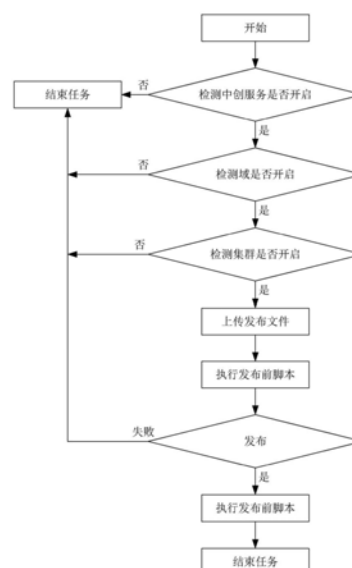 开始
检测中创服务是否开启
否
结束任务
是
检测域是否开启
否
是
检测集群是否开启
否
是
上传发布文件
执行发布前脚本
发布
失败
是
执行发布前脚本
结束任务